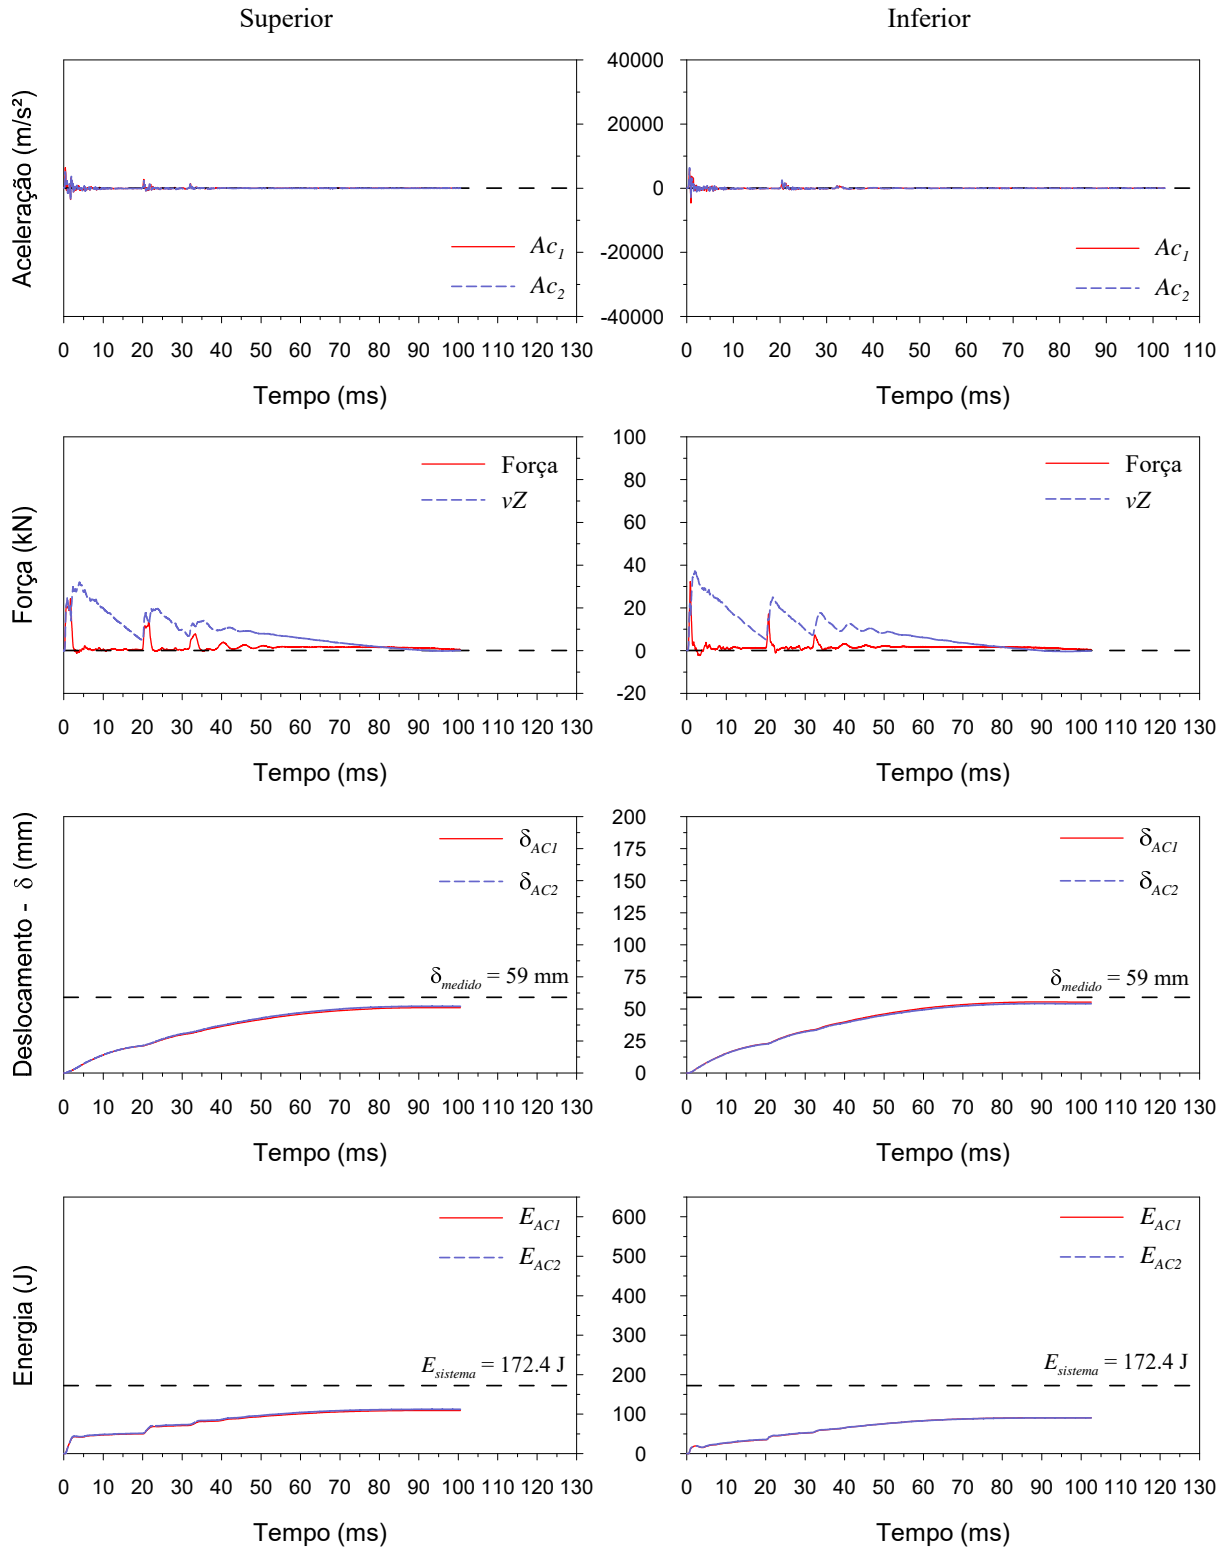 Superior Inferior
Aceleração (m/s²)
40000
20000
0
-20000
-40000
Ac1
Ac2
Ac1
Ac2
0 10 20 30 40 50 60 70 80 90 100 110 120 130
0 10 20 30 40 50 60 70 80 90 100 110
Tempo (ms) Tempo (ms)
Força (kN)
100
80
60
40
20
0
-20
Força
vZ
Força
vZ
0 10 20 30 40 50 60 70 80 90 100 110 120 130
0 10 20 30 40 50 60 70 80 90 100 110 120 130
Tempo (ms) Tempo (ms)
Deslocamento - δ (mm)
200
175
150
125
100
75
50
25
0
δAC1
δAC2
δmedido = 59 mm
δAC1
δAC2
δmedido = 59 mm
0 10 20 30 40 50 60 70 80 90 100 110 120 130
0 10 20 30 40 50 60 70 80 90 100 110 120 130
Tempo (ms) Tempo (ms)
Energia (J)
600
500
400
300
200
100
0
EAC1
EAC2
Esistema = 172.4 J
EAC1
EAC2
Esistema = 172.4 J
0 10 20 30 40 50 60 70 80 90 100 110 120 130
0 10 20 30 40 50 60 70 80 90 100 110 120 130
Tempo (ms) Tempo (ms)